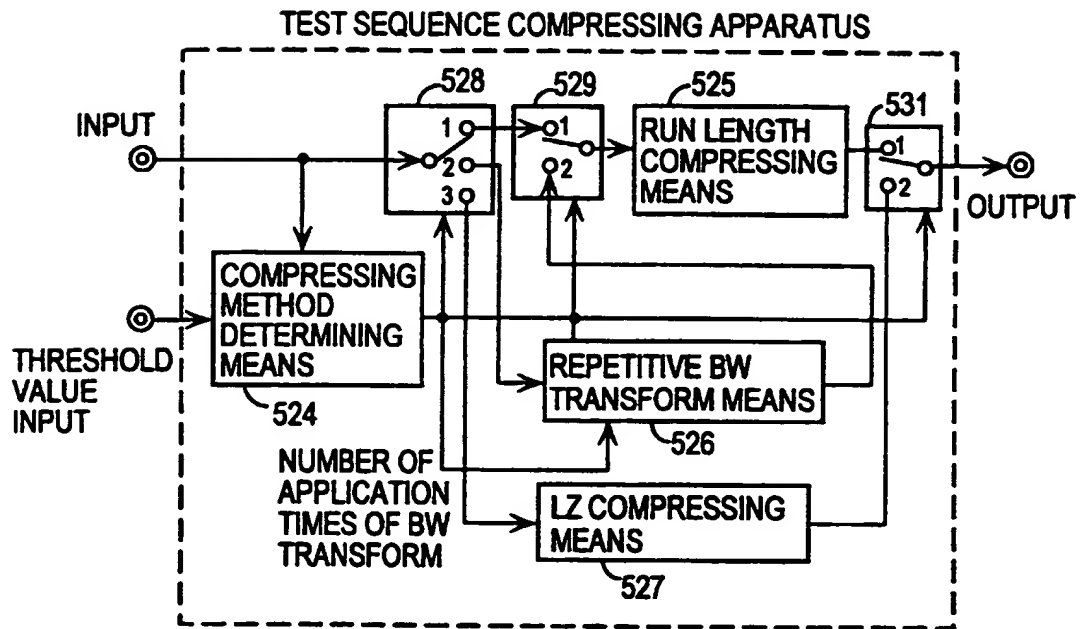 TEST SEQUENCE COMPRESSING APPARATUS
528
529
525
531
INPUT
1
2
3
1
2
RUN LENGTH
COMPRESSING
MEANS
1
2
OUTPUT
COMPRESSING
METHOD
DETERMINING
MEANS
THRESHOLD
VALUE
INPUT
524
REPETITIVE BW
TRANSFORM MEANS
526
NUMBER OF
APPLICATION
TIMES OF BW
TRANSFORM
LZ COMPRESSING
MEANS
527